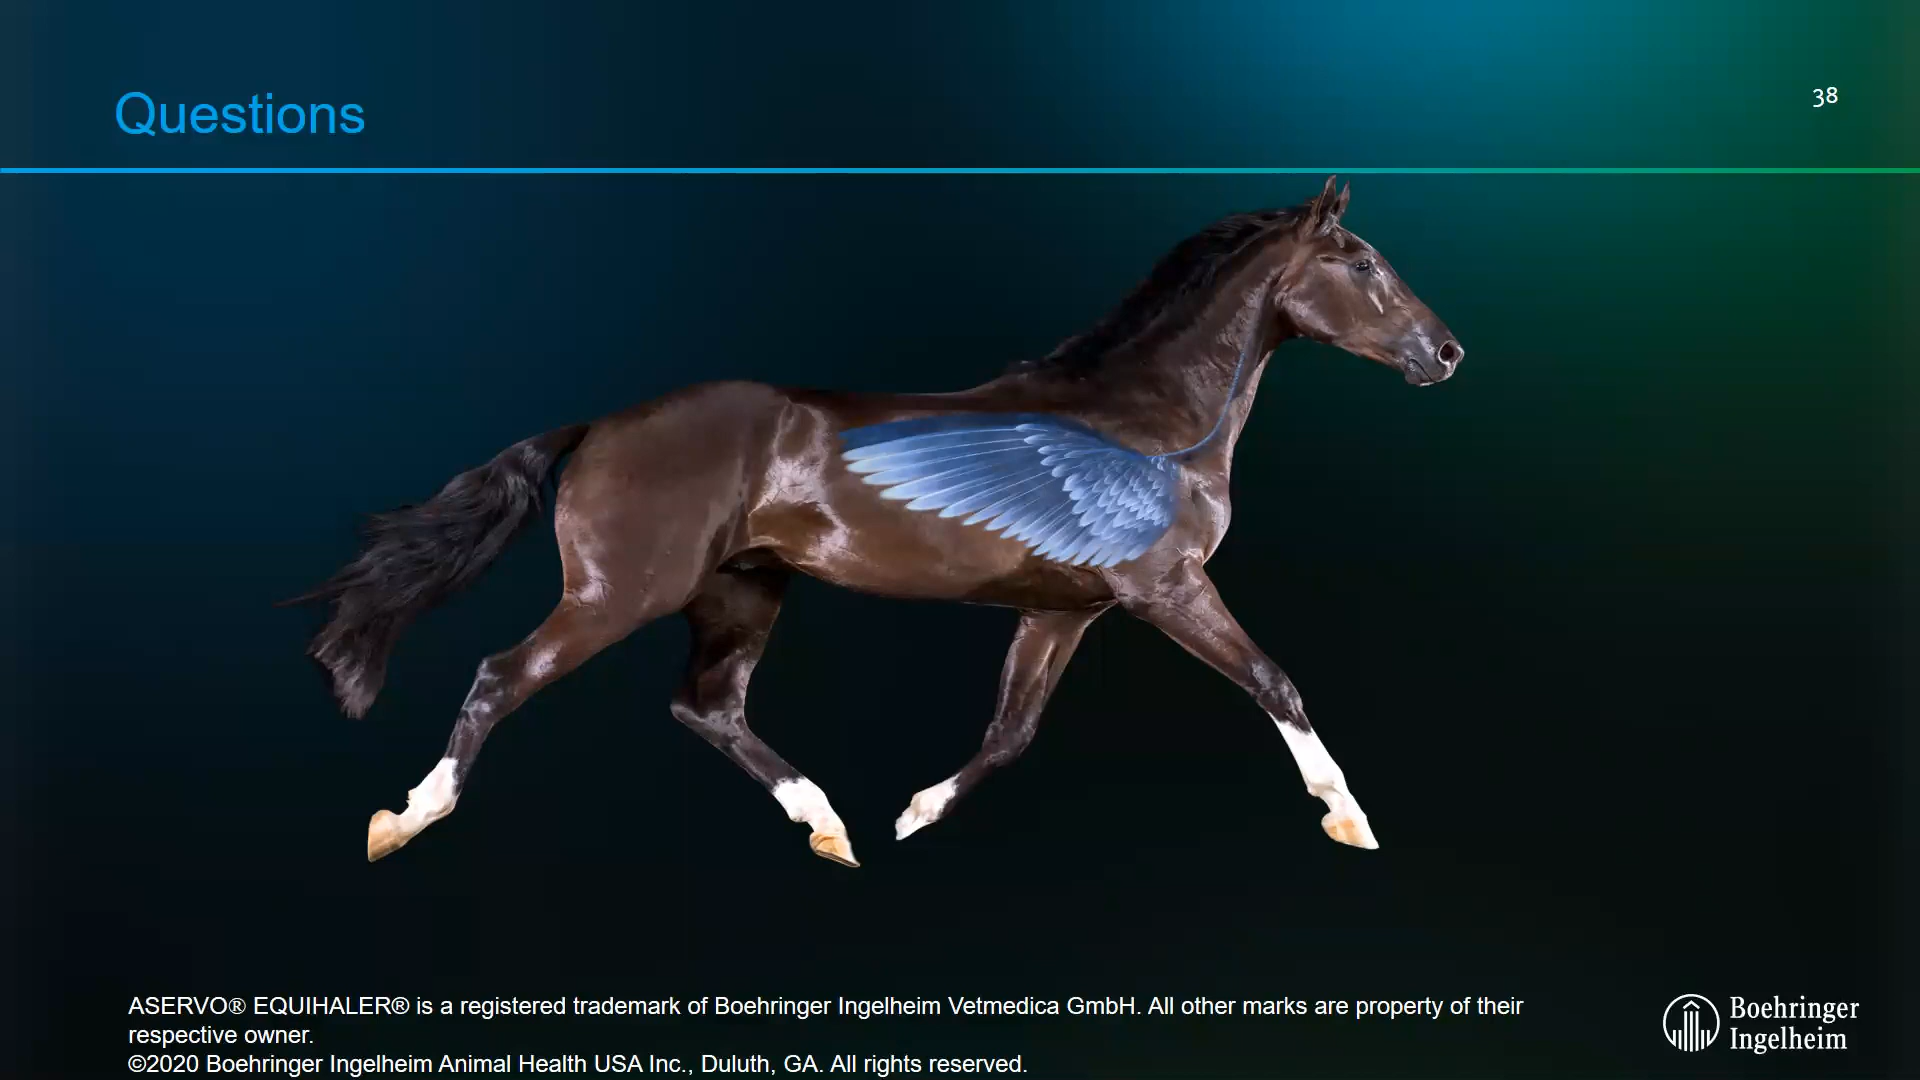 Questions
38
ASERVO® EQUIHALER® is a registered trademark of Boehringer Ingelheim Vetmedica GmbH. All other marks are property of their
respective owner.
©2020 Boehringer Ingelheim Animal Health USA Inc., Duluth, GA. All rights reserved.
Boehringer
Ingelheim